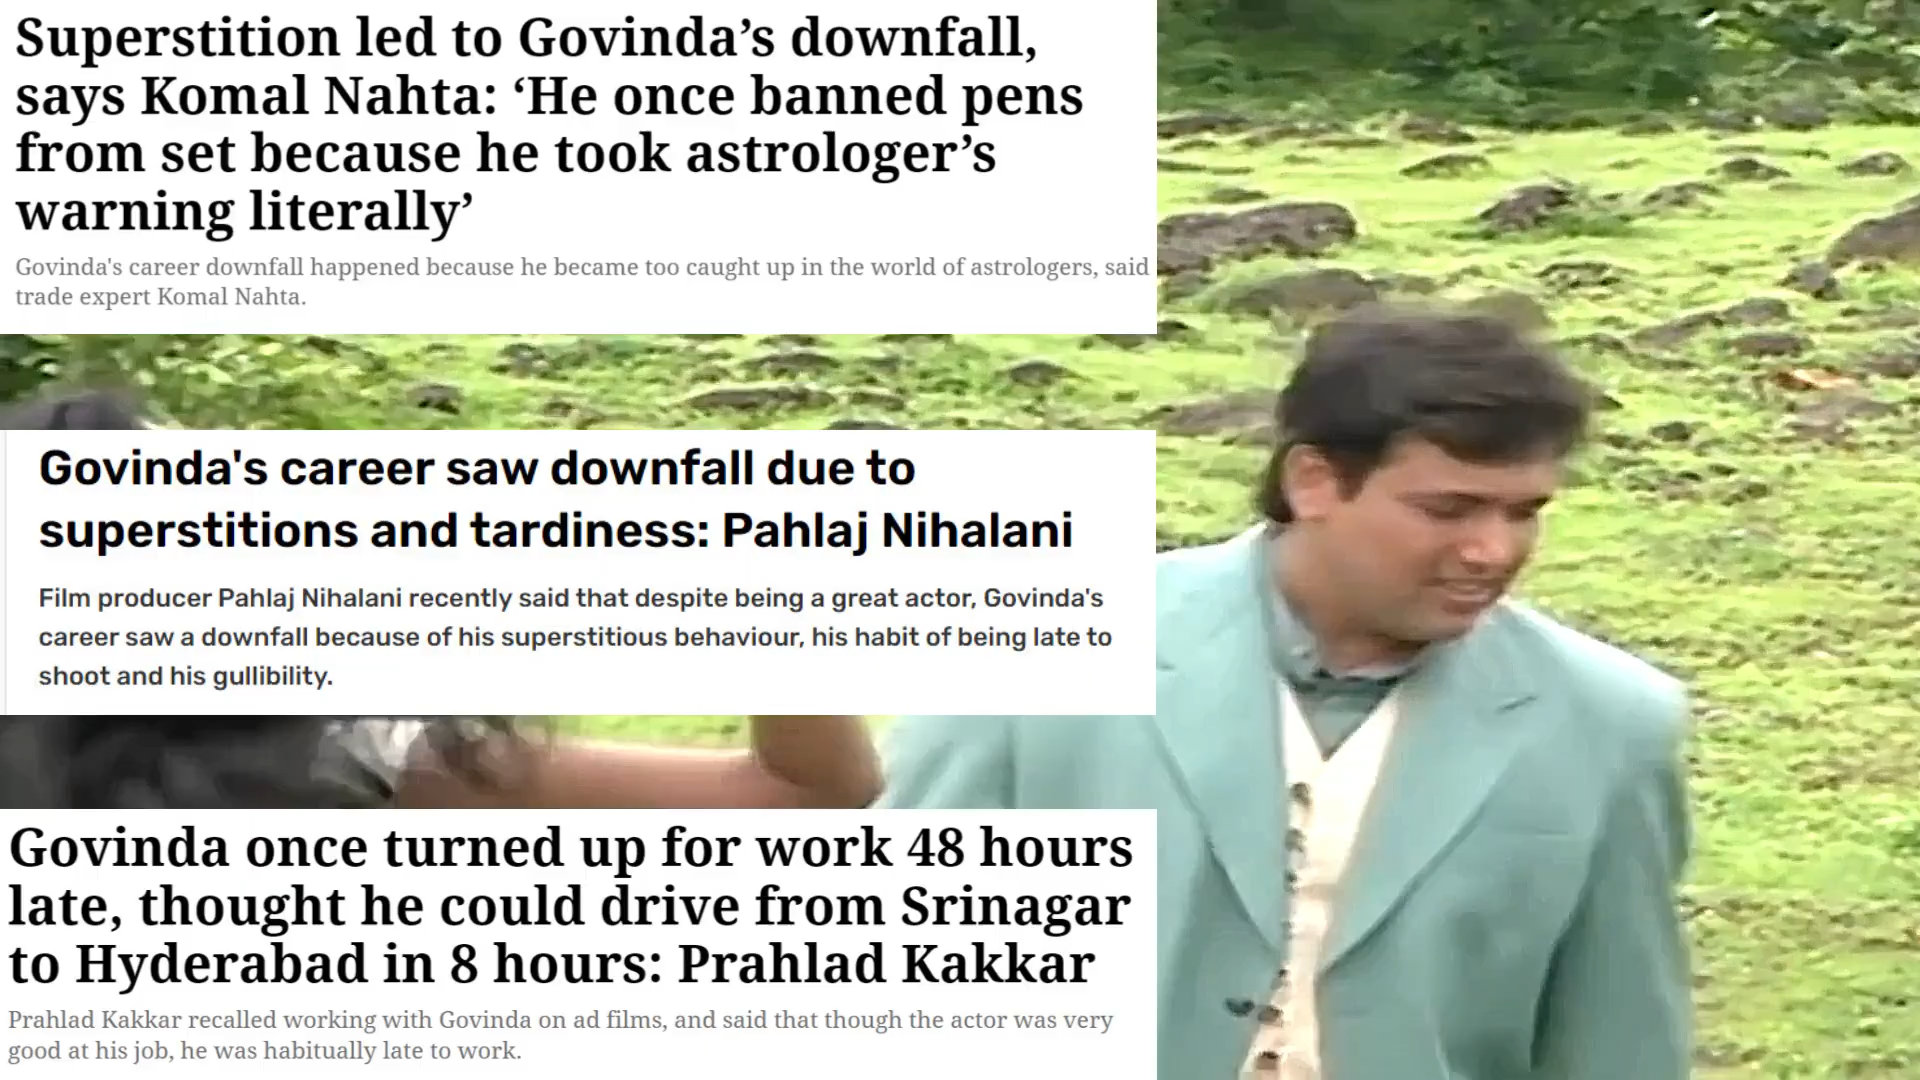 Superstition led to Govinda’s downfall,
says Komal Nahta: ‘He once banned pens
from set because he took astrologer’s
warning literally’
Govinda's career downfall happened because he became too caught up in the world of astrologers, said
trade expert Komal Nahta.
Govinda's career saw downfall due to
superstitions and tardiness: Pahlaj Nihalani
Film producer Pahlaj Nihalani recently said that despite being a great actor, Govinda's
career saw a downfall because of his superstitious behaviour, his habit of being late to
shoot and his gullibility.
Govinda once turned up for work 48 hours
late, thought he could drive from Srinagar
to Hyderabad in 8 hours: Prahlad Kakkar
Prahlad Kakkar recalled working with Govinda on ad films, and said that though the actor was very
good at his job, he was habitually late to work.